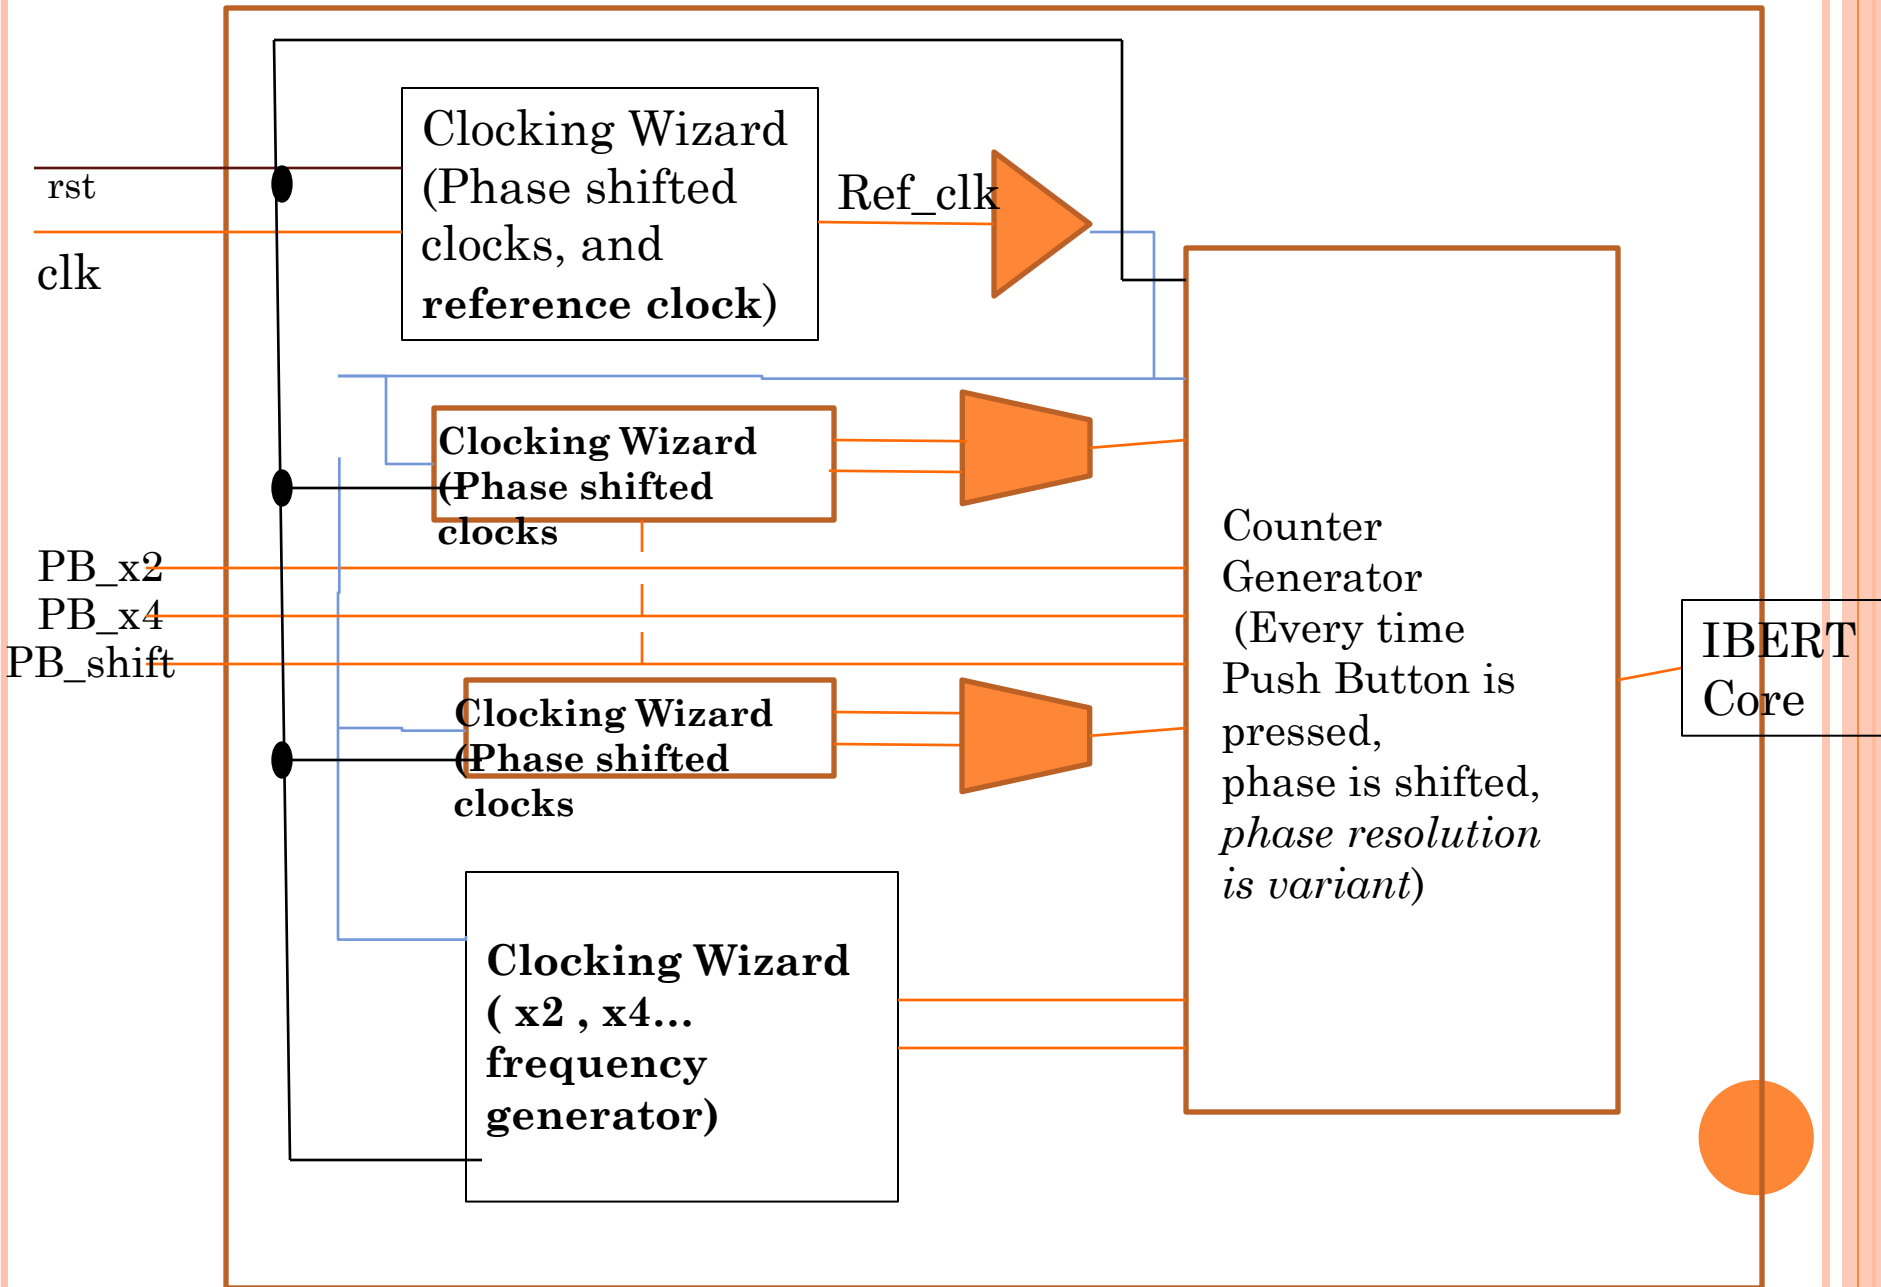 Clocking Wizard
(Phase shifted
clocks, and
reference clock)
rst
Ref_clk
clk
Clocking Wizard
(Phase shifted
clocks
PB_x2
PB_x4
PB_shift
Clocking Wizard
(Phase shifted
clocks
Counter
Generator
(Every time
Push Button is
pressed,
phase is shifted,
phase resolution
is variant)
IBERT
Core
Clocking Wizard
( x2 , x4...
frequency
generator)